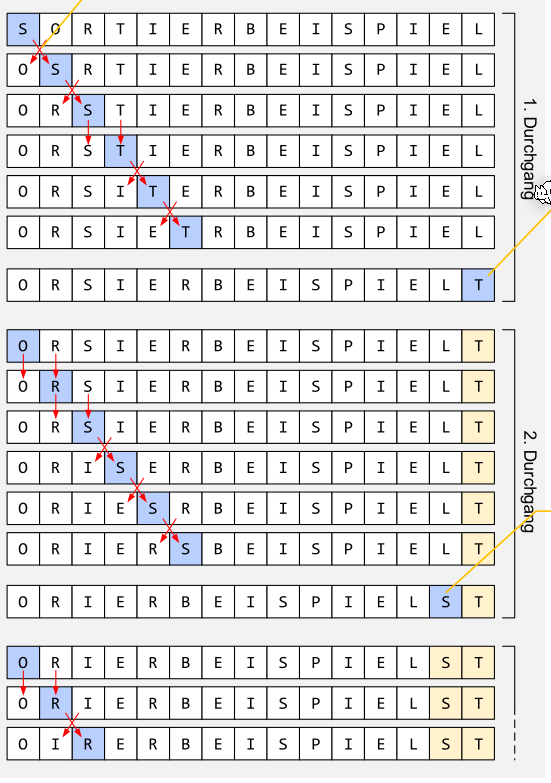 S O R T I E R B E I S P I E L
O S R T I E R B E I S P I E L
O R S T I E R B E I S P I E L
O R S T I E R B E I S P I E L
O R S I T E R B E I S P I E L
O R S I E T R B E I S P I E L
O R S I E R B E I S P I E L T
1. Durchgang
O R S I E R B E I S P I E L T
O R S I E R B E I S P I E L T
O R S I E R B E I S P I E L T
O R I S E R B E I S P I E L T
O R I E S R B E I S P I E L T
O R I E R S B E I S P I E L T
O R I E R B E I S P I E L S T
2. Durchgang
O R I E R B E I S P I E L S T
O R I E R B E I S P I E L S T
O I R E R B E I S P I E L S T